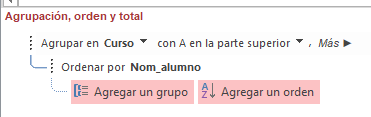 Agrupación, orden y total
Agrupar en Curso con A en la parte superior , Más
Ordenar por Nom_alumno
Agregar un grupo A Z Agregar un orden